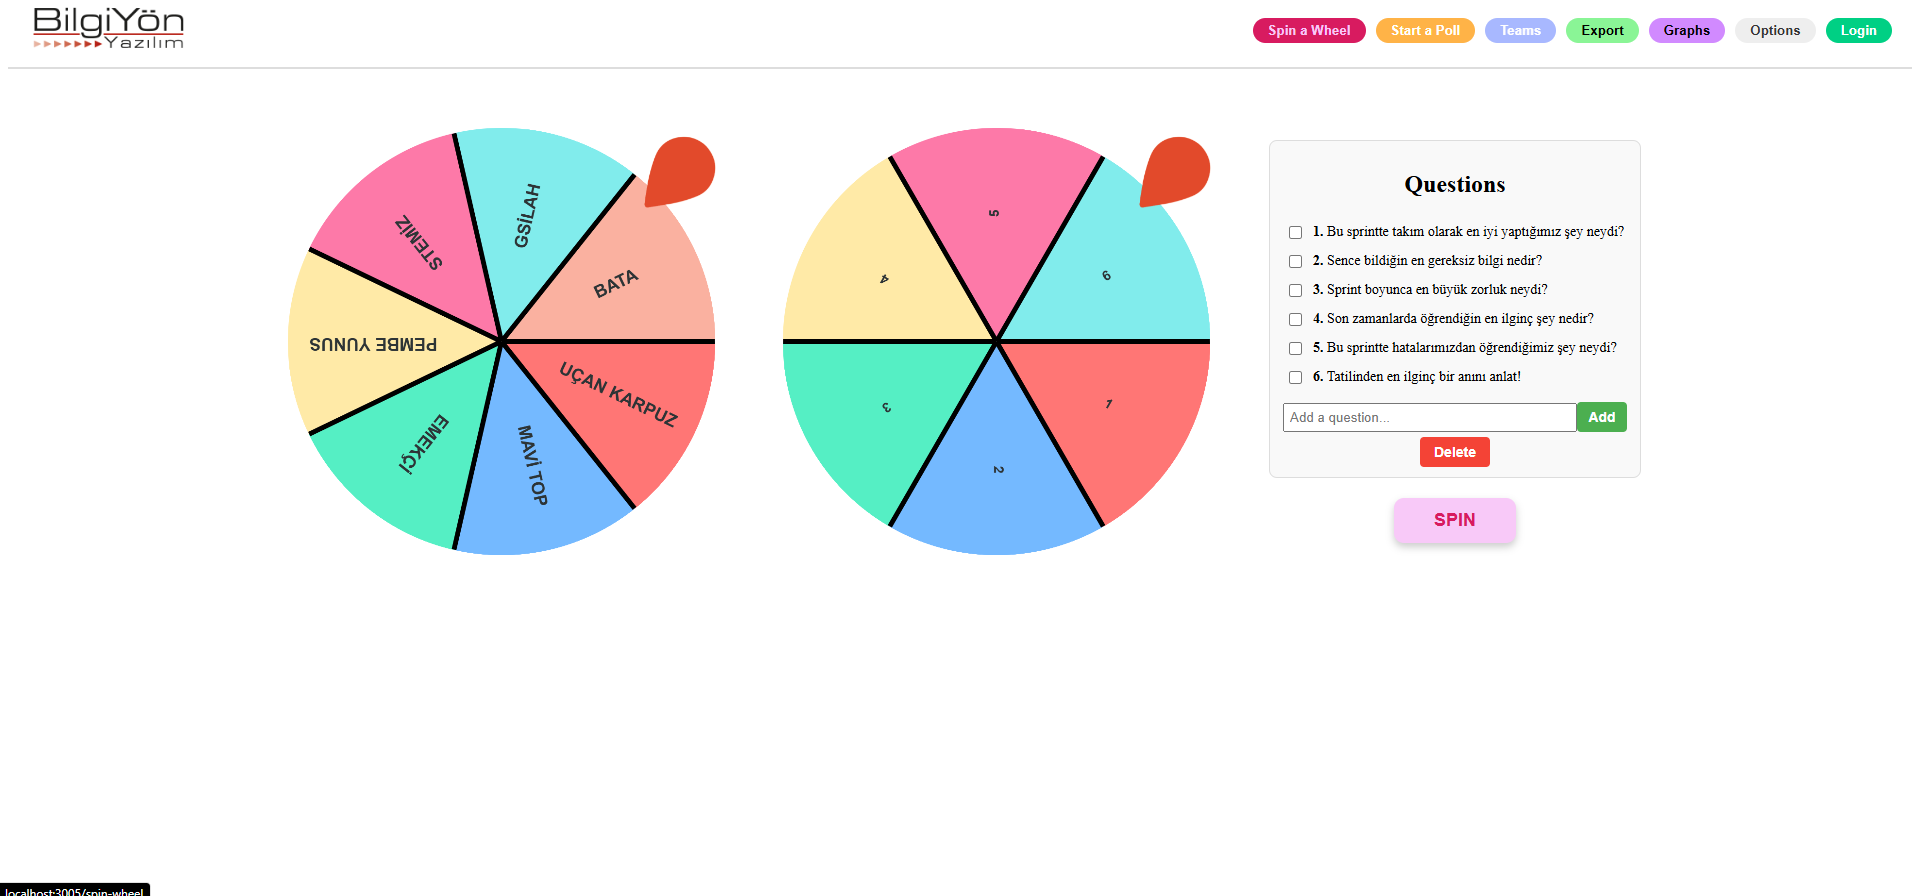 BilgiYön
Yazılım
Spin a Wheel
Start a Poll
Teams
Export
Graphs
Options
Login
GSİLAH
BATA
STEMİZ
PEMBE YUNUS
UÇAN KARPUZ
EMEKÇİ
MAVİ TOP
5
6
4
3
1
2
Questions
1. Bu sprintte takım olarak en iyi yaptığımız şey neydi?
2. Sence bildiğin en gereksiz bilgi nedir?
3. Sprint boyunca en büyük zorluk neydi?
4. Son zamanlarda öğrendiğin en ilginç şey nedir?
5. Bu sprintte hatalarımızdan öğrendiğimiz şey neydi?
6. Tatilinden en ilginç bir anını anlat!
Add a question...
Add
Delete
SPIN
localhost:3005/spin-wheel